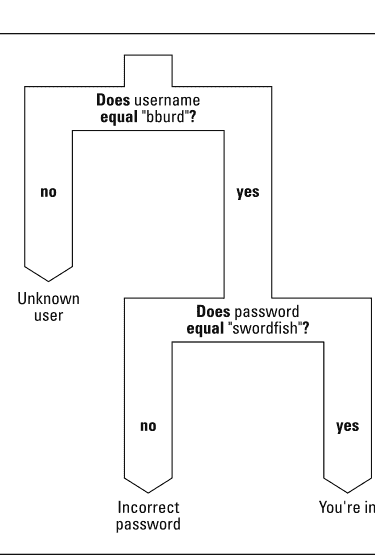 Does username
equal "bburd"?
no
yes
Unknown
user
Does password
equal "swordfish"?
no
yes
Incorrect
password
You're in